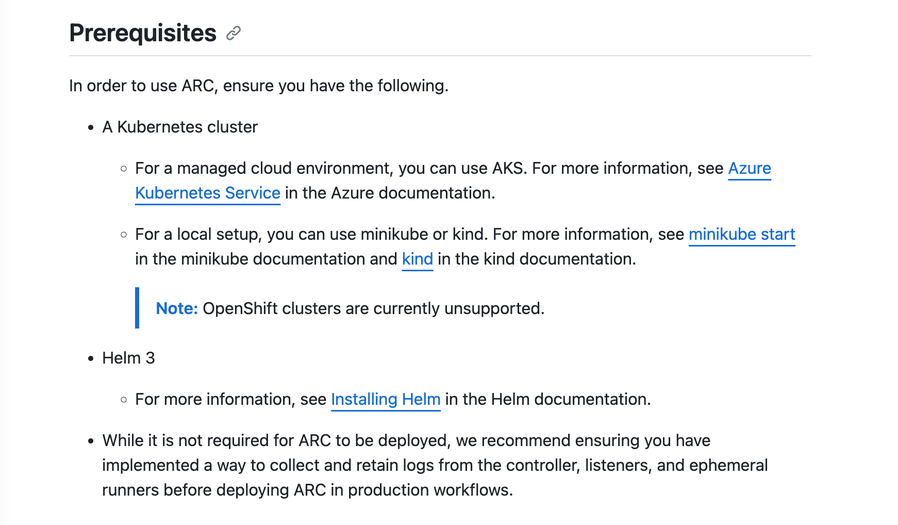 Prerequisites
In order to use ARC, ensure you have the following.
• A Kubernetes cluster
◦ For a managed cloud environment, you can use AKS. For more information, see Azure
Kubernetes Service in the Azure documentation.
◦ For a local setup, you can use minikube or kind. For more information, see minikube start
in the minikube documentation and kind in the kind documentation.
Note: OpenShift clusters are currently unsupported.
• Helm 3
◦ For more information, see Installing Helm in the Helm documentation.
• While it is not required for ARC to be deployed, we recommend ensuring you have
implemented a way to collect and retain logs from the controller, listeners, and ephemeral
runners before deploying ARC in production workflows.